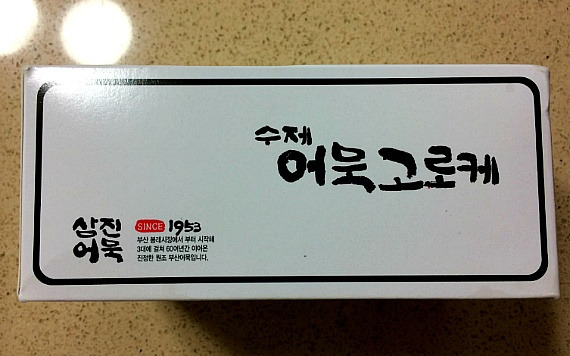 수제
어묵고로케
삼진
어묵
SINCE 1953
부산 봉래시장에서 부터 시작해
3대에 걸쳐 60여년간 이어온
진정한 원조 부산어묵입니다.